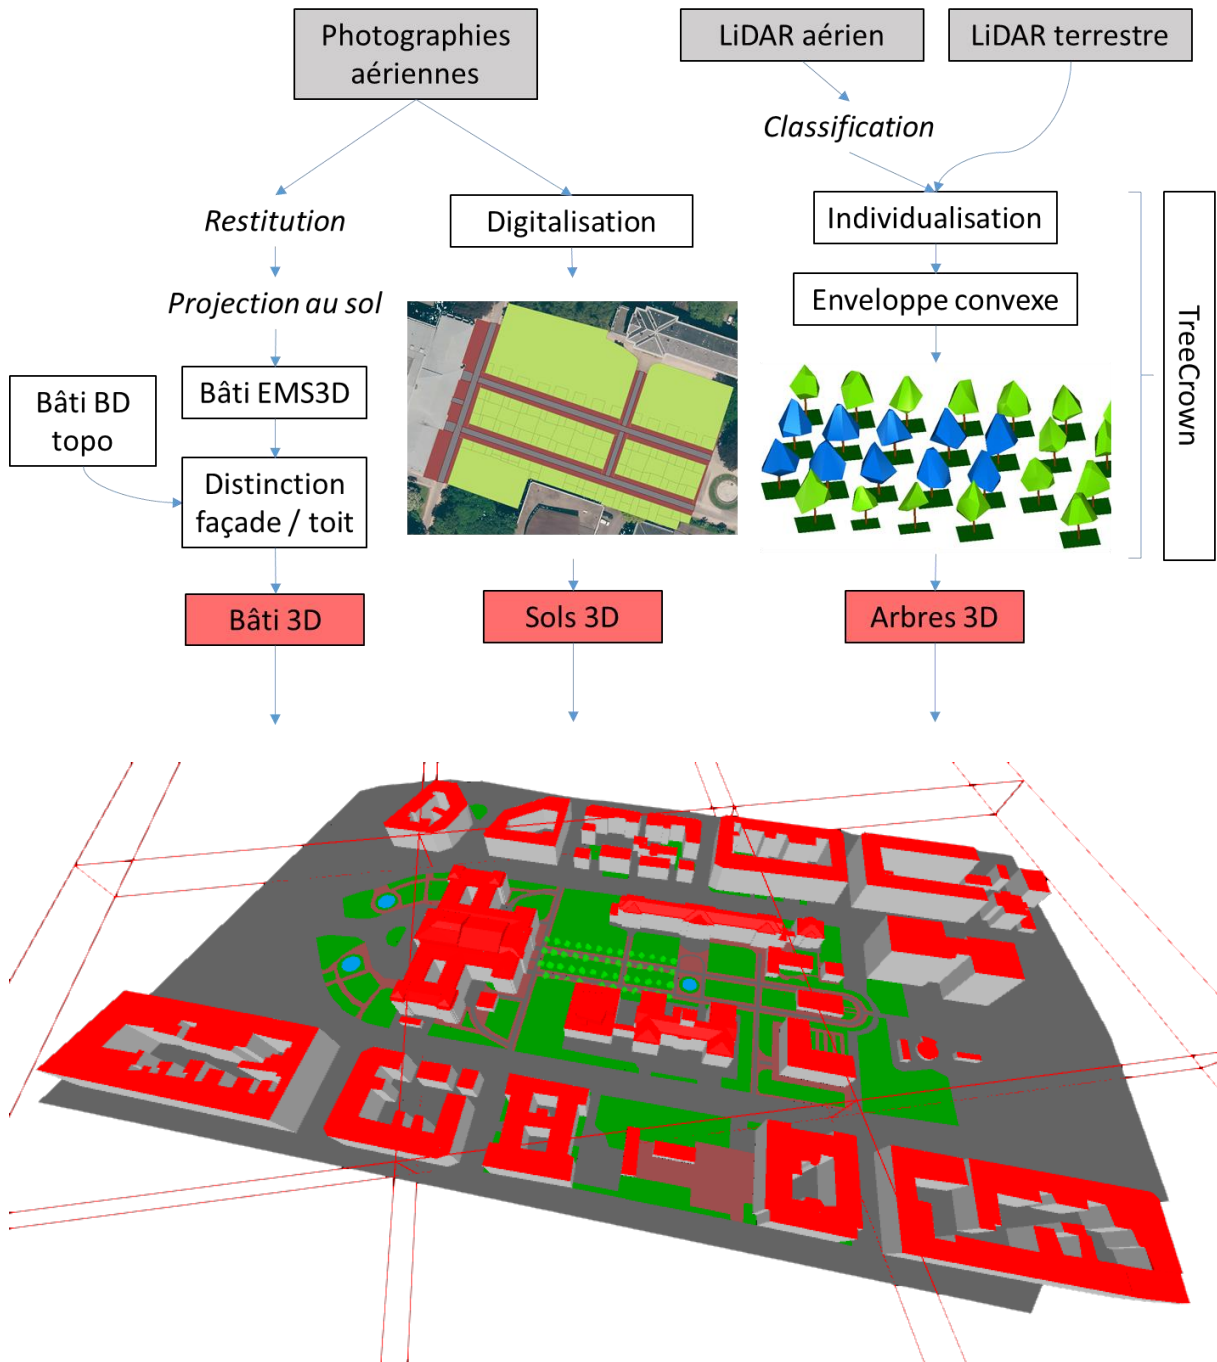 Photographies
aériennes
LiDAR aérien
LiDAR terrestre
Classification
Restitution
Digitalisation
Individualisation
Projection au sol
Enveloppe convexe
Bâti EMS3D
Bâti BD
topo
Distinction
façade / toit
TreeCrown
Bâti 3D
Sols 3D
Arbres 3D